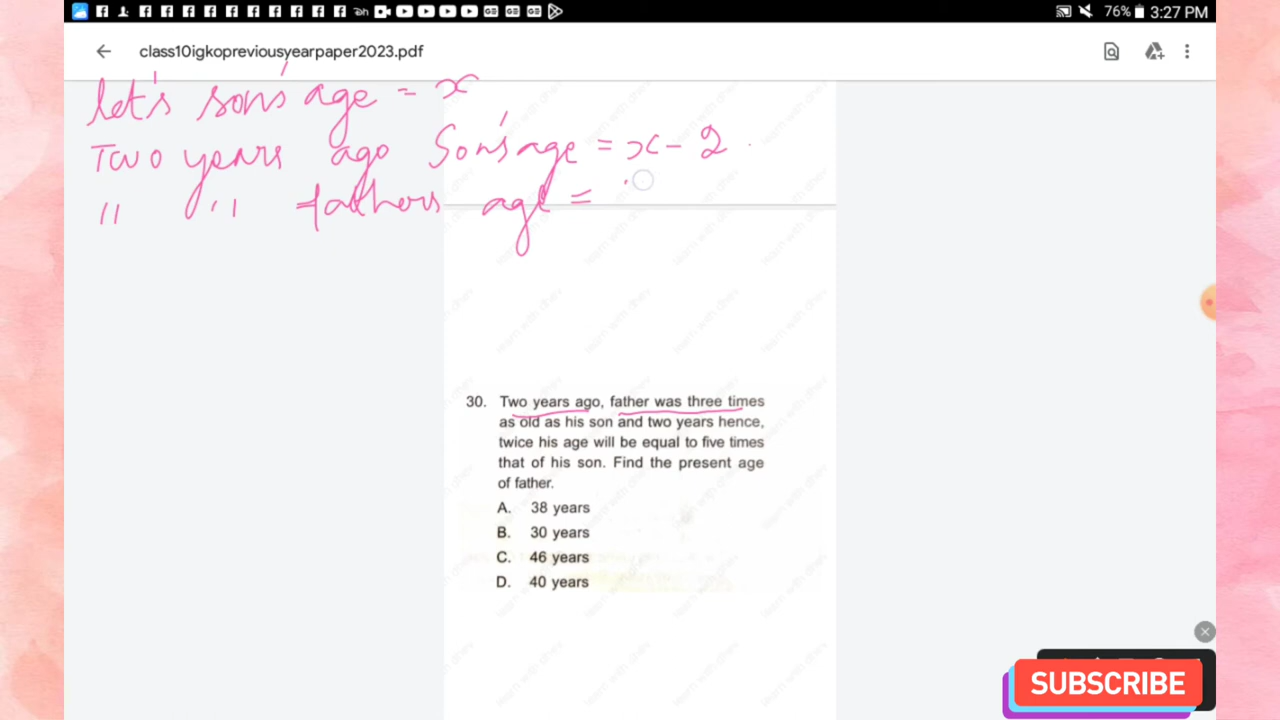 76% 3:27 PM
class10igkopreviousyearpaper2023.pdf
let's son's age = x
Two years ago Son's age = x - 2
" " fathers age =
30. Two years ago, father was three times
as old as his son and two years hence,
twice his age will be equal to five times
that of his son. Find the present age
of father.
A. 38 years
B. 30 years
C. 46 years
D. 40 years
SUBSCRIBE